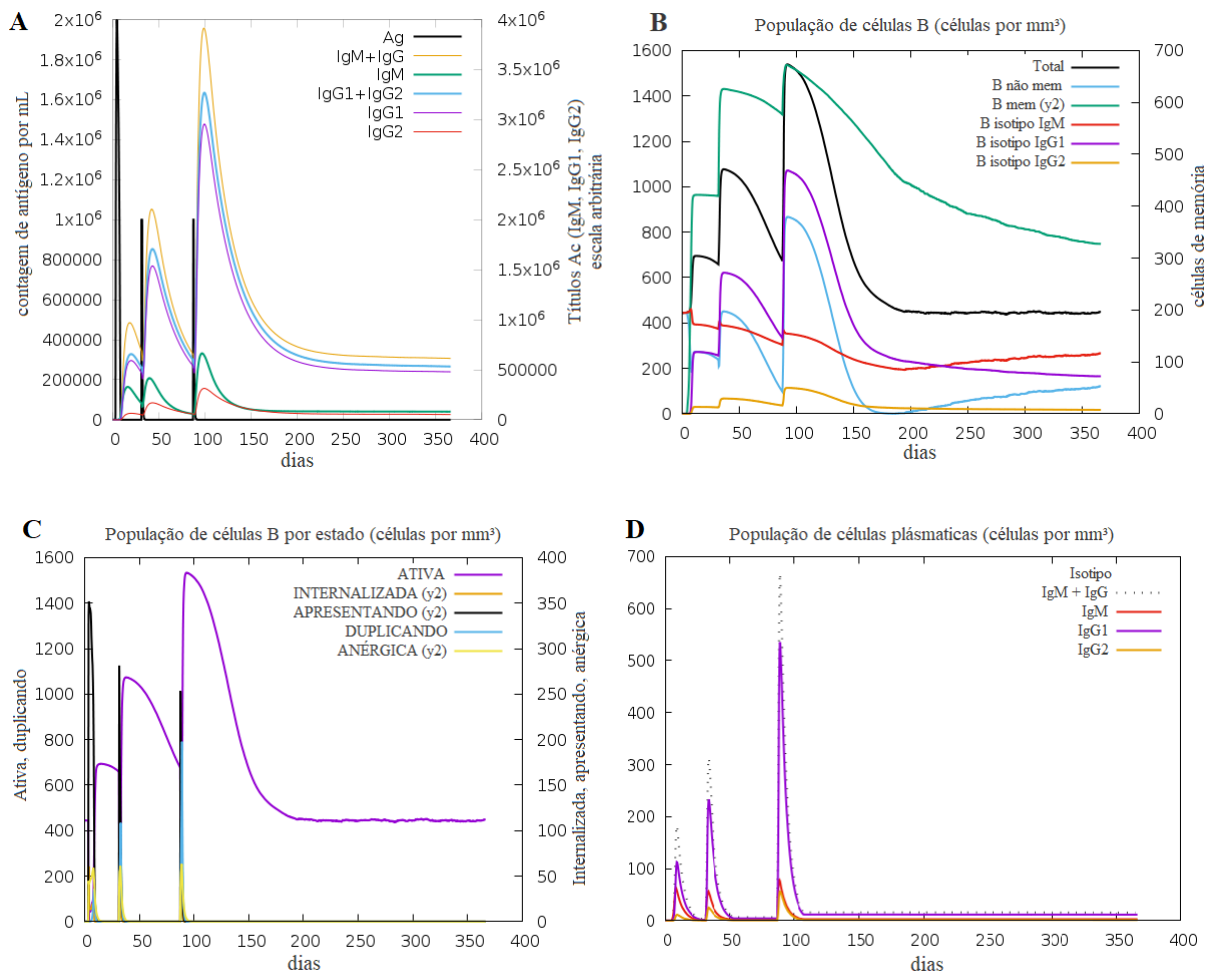 A
contagem de antígeno por mL
2x10⁶
1.8x10⁶
1.6x10⁶
1.4x10⁶
1.2x10⁶
1x10⁶
800000
600000
400000
200000
0
Ag
IgM+IgG
IgM
IgG1+IgG2
IgG1
IgG2
4x10⁶
3.5x10⁶
3x10⁶
2.5x10⁶
2x10⁶
1.5x10⁶
1x10⁶
500000
0
Títulos Ac (IgM, IgG1, IgG2)
escala arbitrária
0 50 100 150 200 250 300 350 400
dias
B
População de células B (células por mm³)
1600
1400
1200
1000
800
600
400
200
0
Total
B não mem
B mem (y2)
B isotipo IgM
B isotipo IgG1
B isotipo IgG2
700
600
500
400
300
200
100
0
células de memória
0 50 100 150 200 250 300 350 400
dias
C
População de células B por estado (células por mm³)
Ativa, duplicando
1600
1400
1200
1000
800
600
400
200
0
ATIVA
INTERNALIZADA (y2)
APRESENTANDO (y2)
DUPLICANDO
ANÉRGICA (y2)
400
350
300
250
200
150
100
50
0
Internalizada, apresentando, anérgica
0 50 100 150 200 250 300 350 400
dias
D
População de células plásmaticas (células por mm³)
700
600
500
400
300
200
100
0
Isotipo
IgM + IgG
IgM
IgG1
IgG2
0 50 100 150 200 250 300 350 400
dias